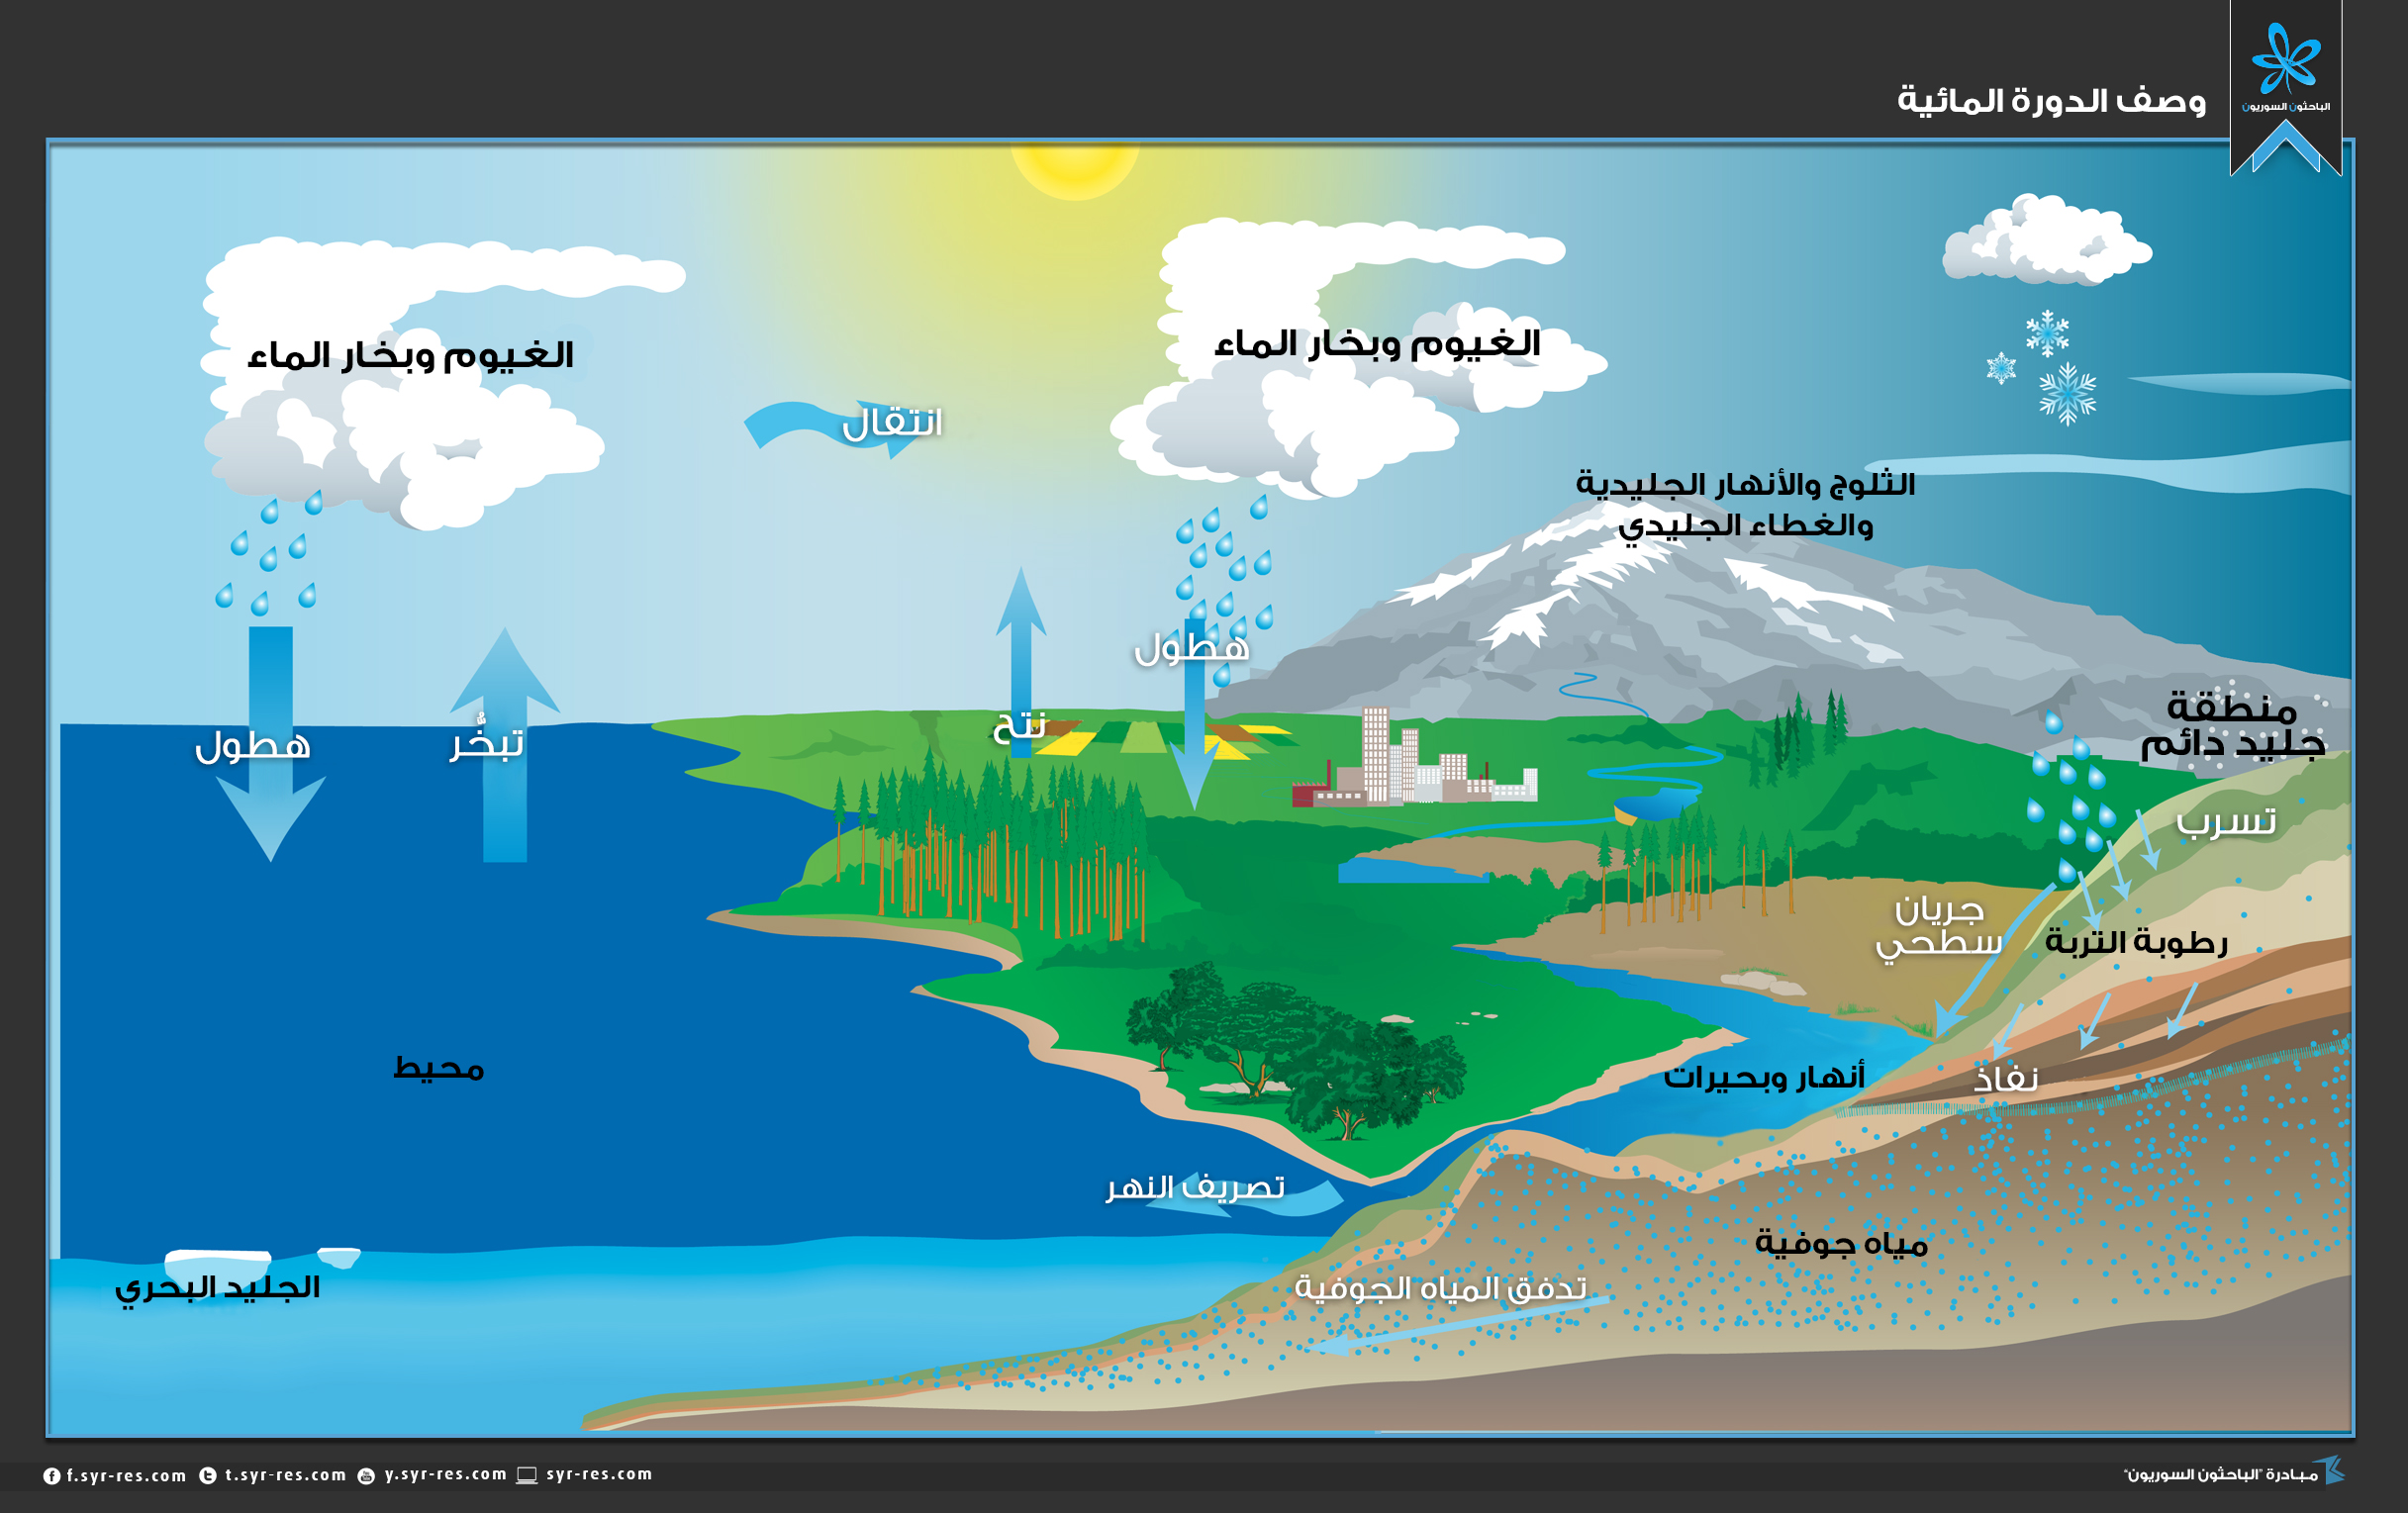 الباحثون السوريون
وصف الدورة المائية
الغيوم وبخار الماء
الغيوم وبخار الماء
انتقال
الثلوج والأنهار الجليدية
والغطاء الجليدي
هطول
منطقة
جليد دائم
نتح
تبخُّر
هطول
تسرب
جريان
سطحي
رطوبة التربة
محيط
أنهار وبحيرات
نفاذ
تصريف النهر
مياه جوفية
تدفق المياه الجوفية
الجليد البحري
f.syr-res.com t.syr-res.com y.syr-res.com syr-res.com
مبادرة "الباحثون السوريون"